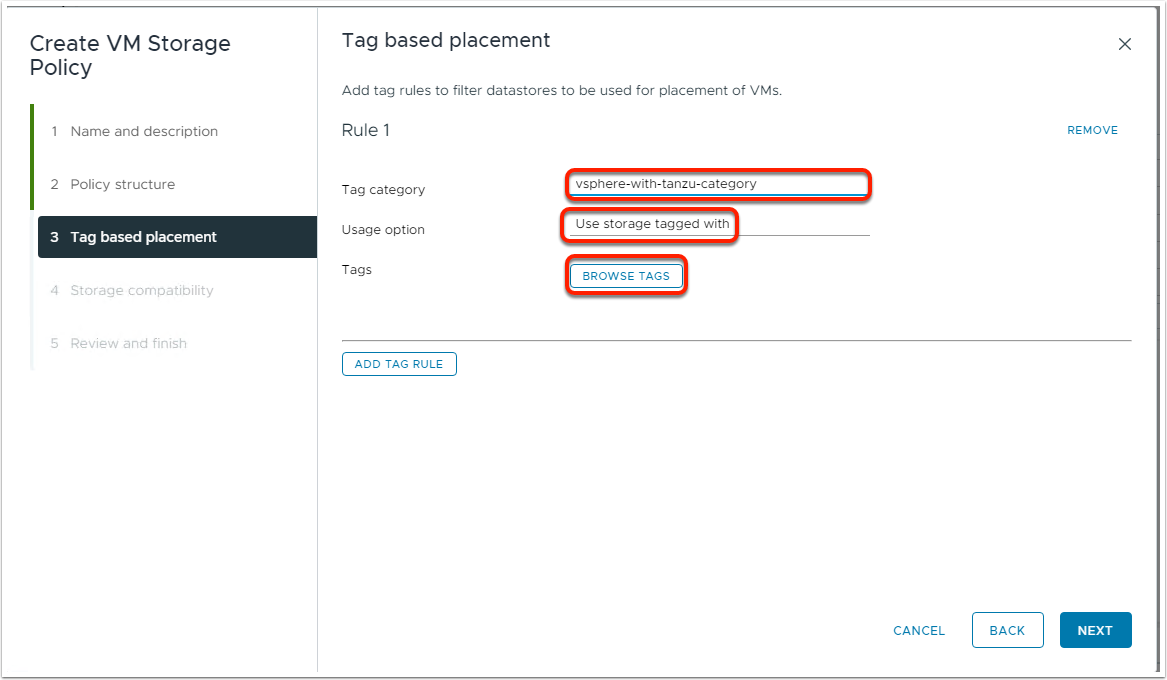 Create VM Storage
Policy
1 Name and description
2 Policy structure
3 Tag based placement
4 Storage compatibility
5 Review and finish
Tag based placement
Add tag rules to filter datastores to be used for placement of VMs.
Rule 1
REMOVE
Tag category
vsphere-with-tanzu-category
Usage option
Use storage tagged with
Tags
BROWSE TAGS
ADD TAG RULE
CANCEL
BACK
NEXT